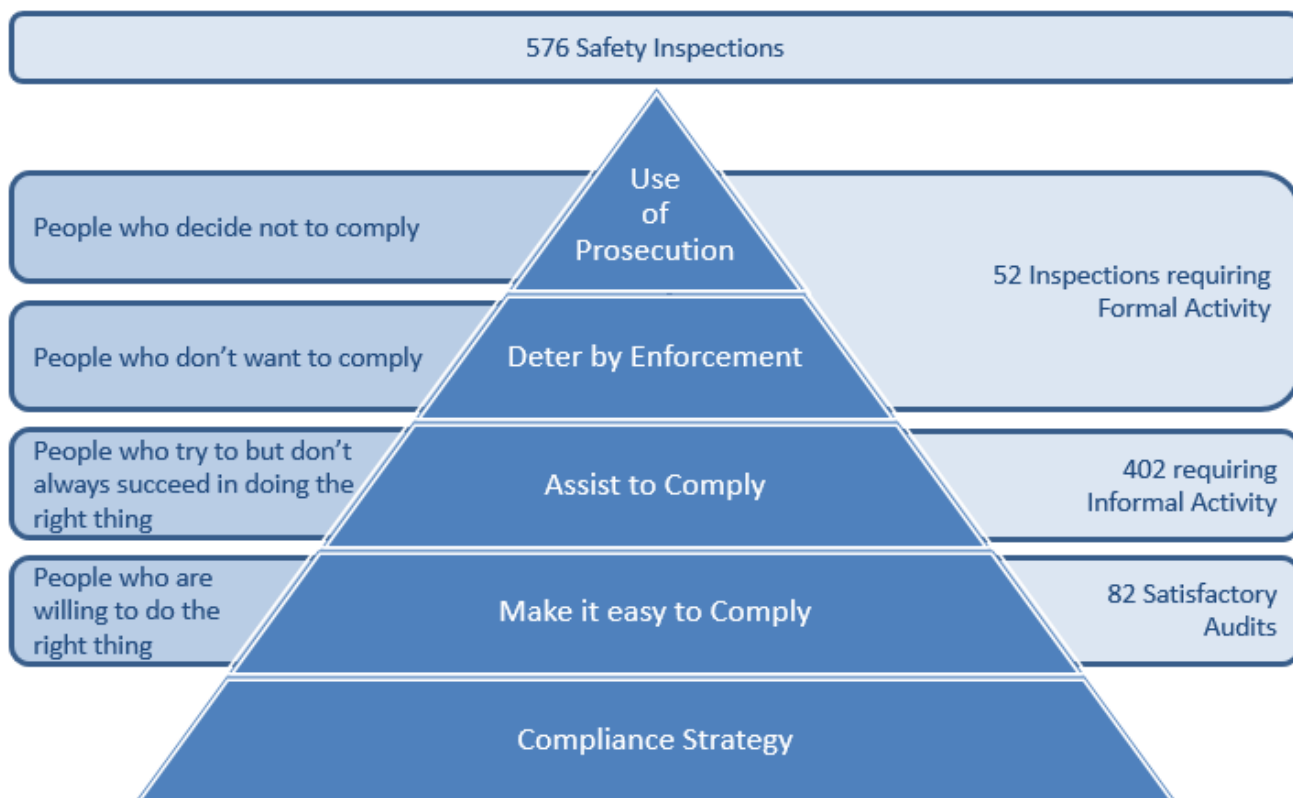 576 Safety Inspections
Use
of
Prosecution
People who decide not to comply
52 Inspections requiring
Formal Activity
People who don’t want to comply
Deter by Enforcement
People who try to but don’t
always succeed in doing the
right thing
Assist to Comply
402 requiring
Informal Activity
People who are
willing to do the
right thing
Make it easy to Comply
82 Satisfactory
Audits
Compliance Strategy